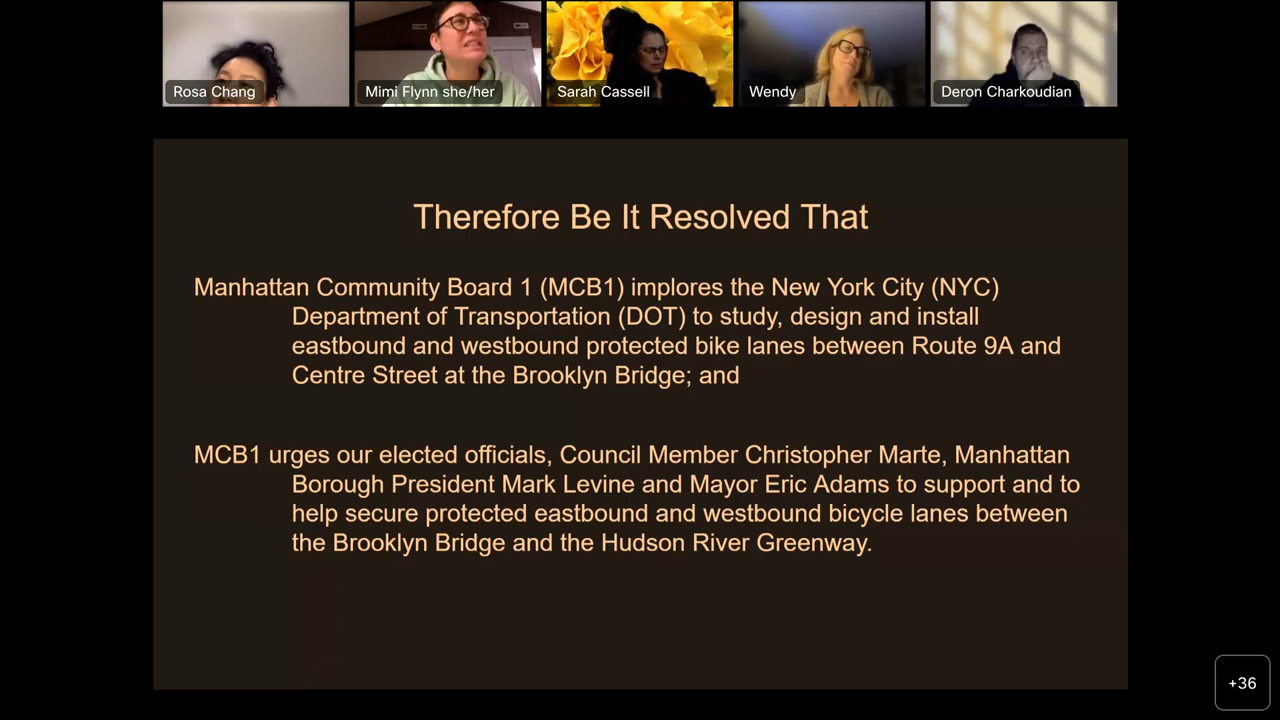 Rosa Chang
Mimi Flynn she/her
Sarah Cassell
Wendy
Deron Charkoudian
Therefore Be It Resolved That
Manhattan Community Board 1 (MCB1) implores the New York City (NYC)
Department of Transportation (DOT) to study, design and install
eastbound and westbound protected bike lanes between Route 9A and
Centre Street at the Brooklyn Bridge; and
MCB1 urges our elected officials, Council Member Christopher Marte, Manhattan
Borough President Mark Levine and Mayor Eric Adams to support and to
help secure protected eastbound and westbound bicycle lanes between
the Brooklyn Bridge and the Hudson River Greenway.
+36